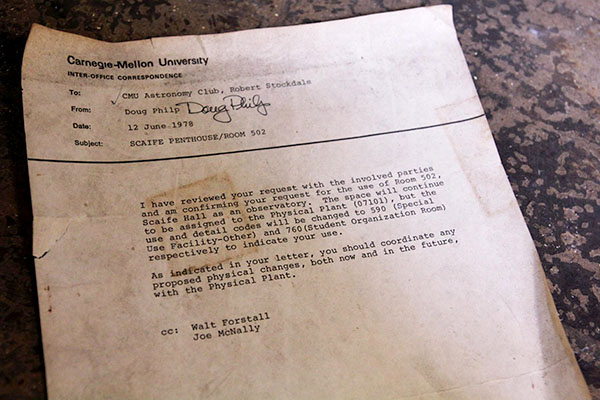 Carnegie-Mellon University
INTER-OFFICE CORRESPONDENCE
To: ✓ CMU Astronomy Club, Robert Stockdale
From: Doug Philp Doug Philp
Date: 12 June 1978
Subject: SCAIFE PENTHOUSE/ROOM 502
I have reviewed your request with the involved parties
and am confirming your request for the use of Room 502,
Scaife Hall as an observatory. The space will continue
to be assigned to the Physical Plant (07101), but the
use and detail codes will be changed to 590 (Special
Use Facility-Other) and 760(Student Organization Room)
respectively to indicate your use.
As indicated in your letter, you should coordinate any
proposed physical changes, both now and in the future,
with the Physical Plant.
cc: Walt Forstall
Joe McNally